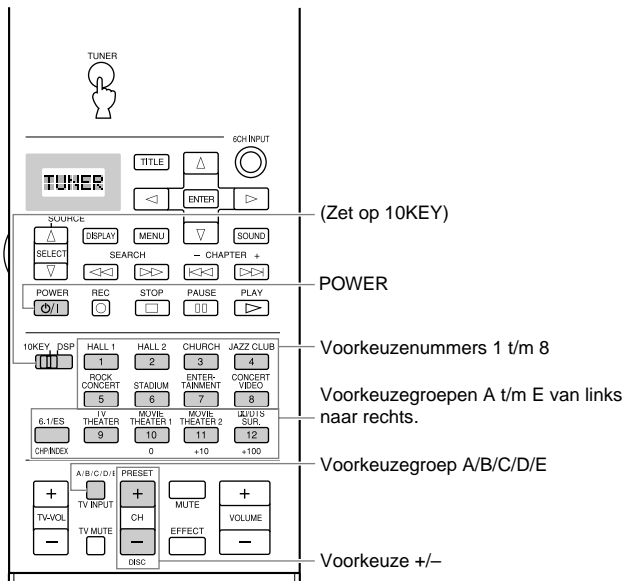 TUNER
6CH INPUT
TITLE
TUNER
ENTER
(Zet op 10KEY)
SOURCE
DISPLAY MENU SOUND
SELECT
SEARCH – CHAPTER +
POWER REC STOP PAUSE PLAY
POWER
10KEY DSP HALL 1 HALL 2 CHURCH JAZZ CLUB
1 2 3 4
Voorkeuzenummers 1 t/m 8
ROCK CONCERT STADIUM ENTER-TAINMENT CONCERT VIDEO
5 6 7 8
Voorkeuzegroepen A t/m E van links
naar rechts.
6.1/ES TV THEATER MOVIE THEATER 1 MOVIE THEATER 2 /DTS SUR.
9 10 11 12
CHP/INDEX 0 +10 +100
Voorkeuzegroep A/B/C/D/E
A/B/C/D/E PRESET
+ + +
TV INPUT MUTE
TV-VOL CH VOLUME
TV MUTE EFFECT
– – –
DISC
Voorkeuze +/–